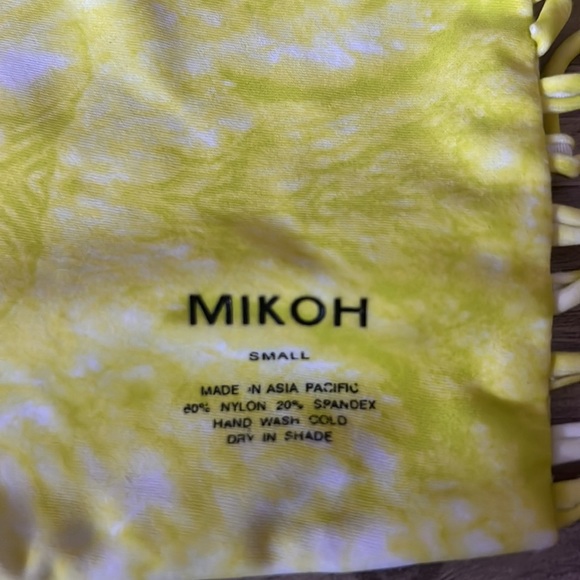 MIKOH
SMALL
MADE IN ASIA PACIFIC
80% NYLON 20% SPANDEX
HAND WASH COLD
DRY IN SHADE